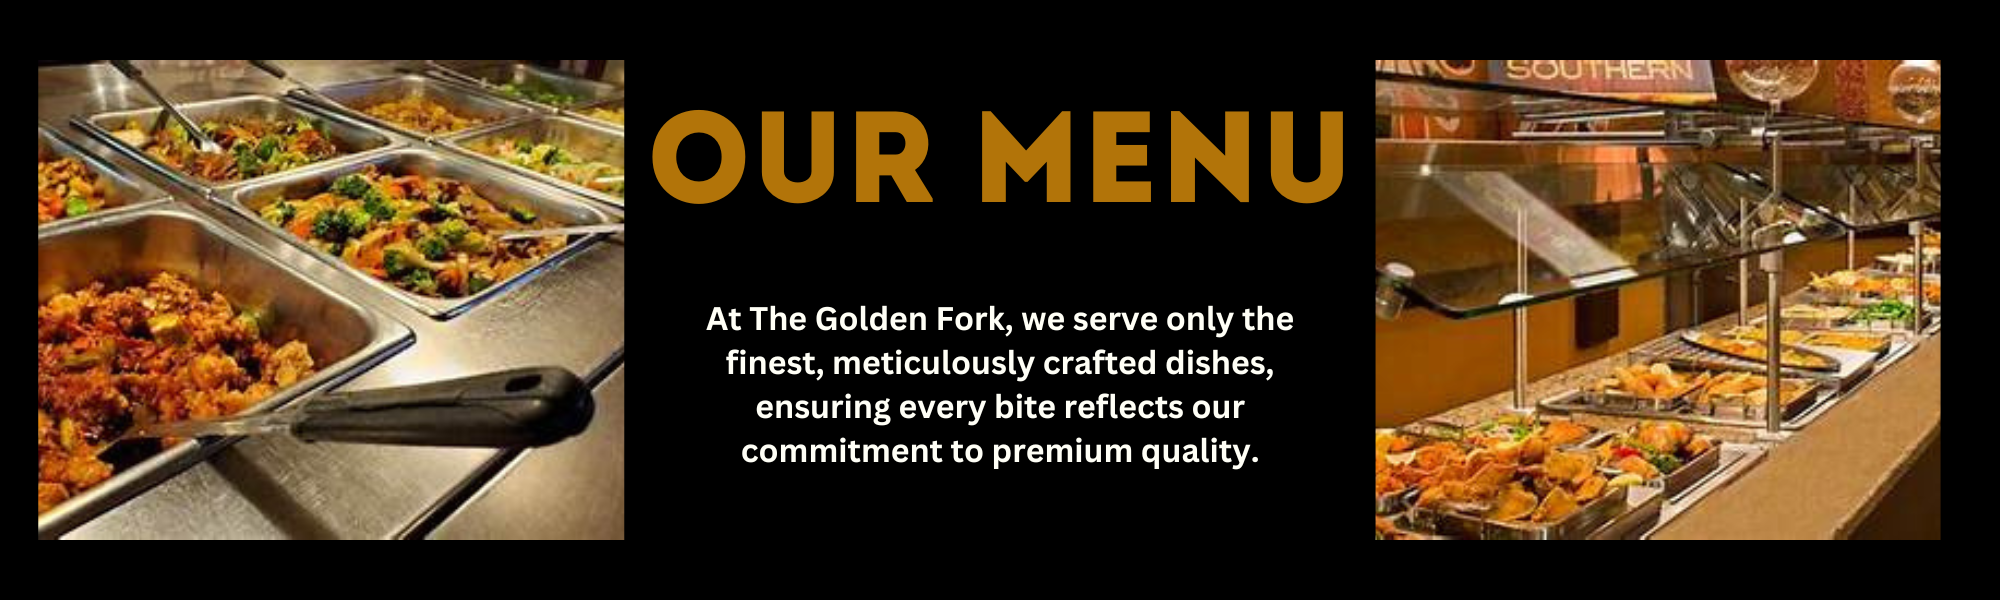 SOUTHERN
OUR MENU
At The Golden Fork, we serve only the
finest, meticulously crafted dishes,
ensuring every bite reflects our
commitment to premium quality.